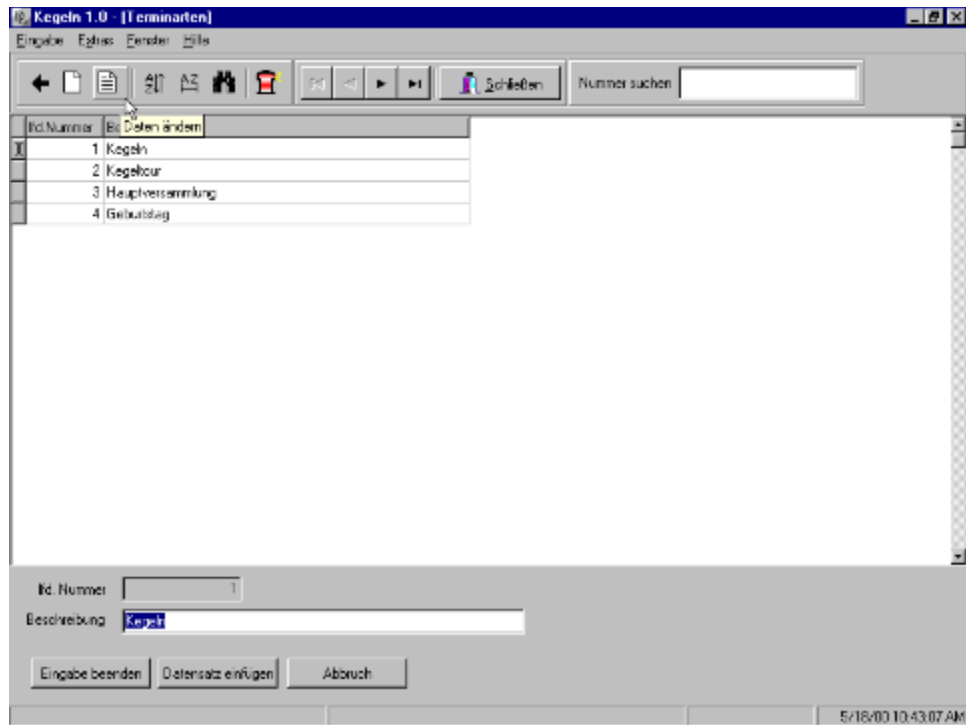 Kegeln 1.0 - [Terminarten]
Eingabe Extras Fenster Hilfe
Schließen Nummer suchen
lfd.Nummer Daten ändern
1 Kegeln
2 Kegeltour
3 Hauptversammlung
4 Geburtstag
lfd. Nummer 1
Beschreibung Kegeln
Eingabe beenden Datensatz einfügen Abbruch
5/18/00 10:43:07 AM